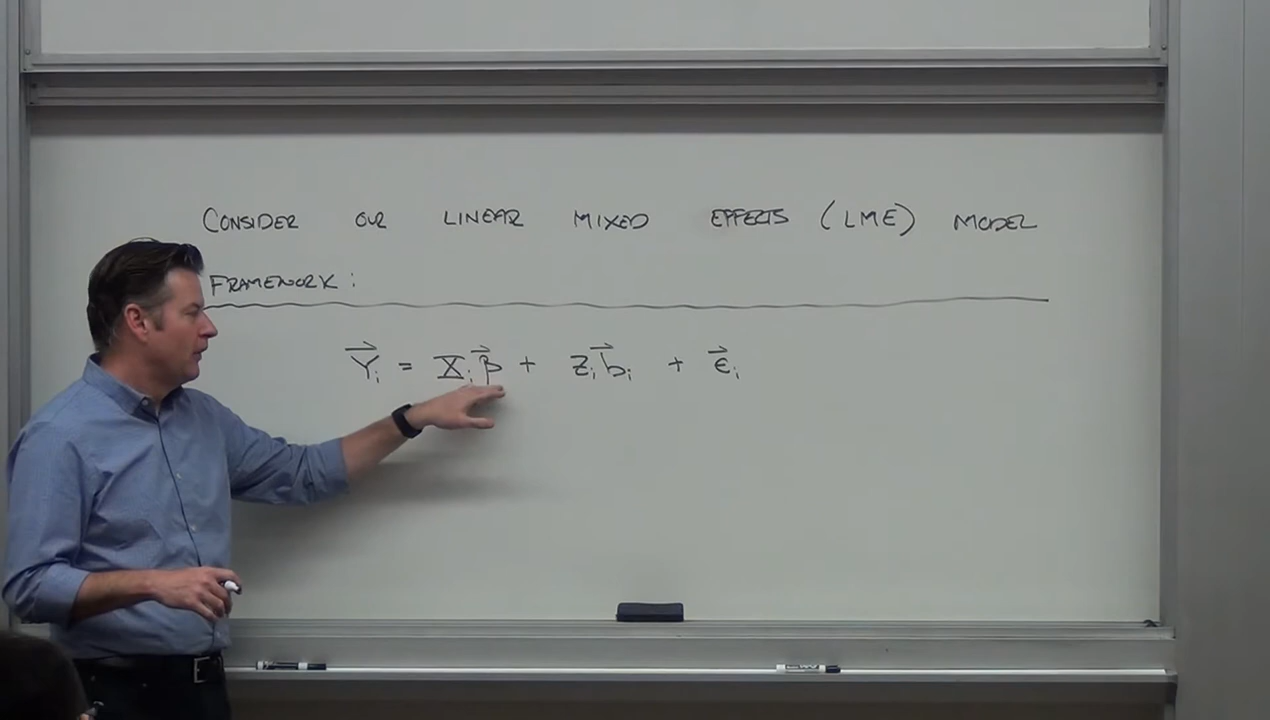 CONSIDER OUR LINEAR MIXED EFFECTS (LME) MODEL
FRAMEWORK:
Y⃗ᵢ = Xᵢβ⃗ + Zᵢb⃗ᵢ + ϵ⃗ᵢ